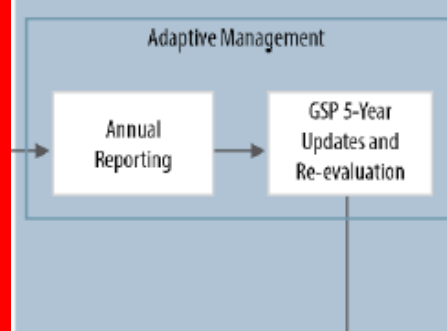 Adaptive Management
Annual
Reporting
GSP 5-Year
Updates and
Re-evaluation